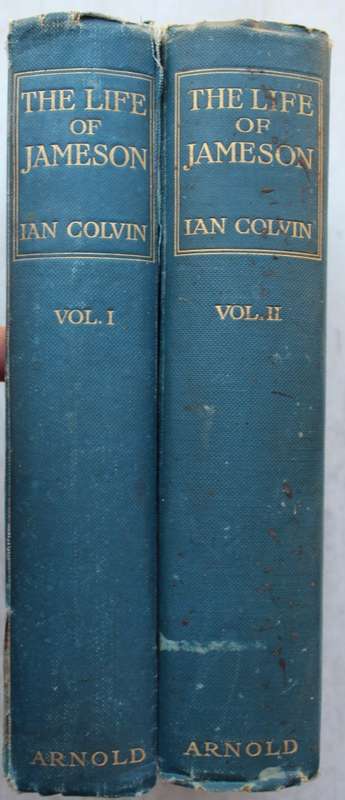 THE LIFE
OF
JAMESON
IAN COLVIN
VOL. I
ARNOLD
THE LIFE
OF
JAMESON
IAN COLVIN
VOL. II
ARNOLD